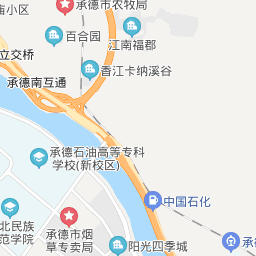 承德市农牧局
庙小区
百合园
江南福郡
立交桥
香江卡纳溪谷
承德南互通
承德石油高等专科
学校(新校区)
中国石化
北民族
范学院
承德市烟
草专卖局
阳光四季城
承德